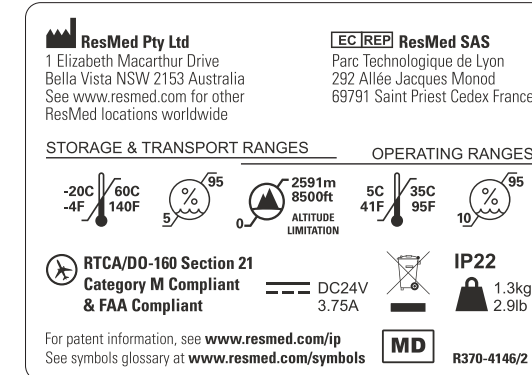 ResMed Pty Ltd
1 Elizabeth Macarthur Drive
Bella Vista NSW 2153 Australia
See www.resmed.com for other
ResMed locations worldwide
EC REP ResMed SAS
Parc Technologique de Lyon
292 Allée Jacques Monod
69791 Saint Priest Cedex France
STORAGE & TRANSPORT RANGES
-20C 60C
-4F 140F
95
%
5
2591m
8500ft
0
ALTITUDE
LIMITATION
OPERATING RANGES
5C 35C
41F 95F
95
%
10
RTCA/DO-160 Section 21
Category M Compliant
& FAA Compliant
DC24V
3.75A
IP22
1.3kg
2.9lb
For patent information, see www.resmed.com/ip
See symbols glossary at www.resmed.com/symbols
MD
R370-4146/2